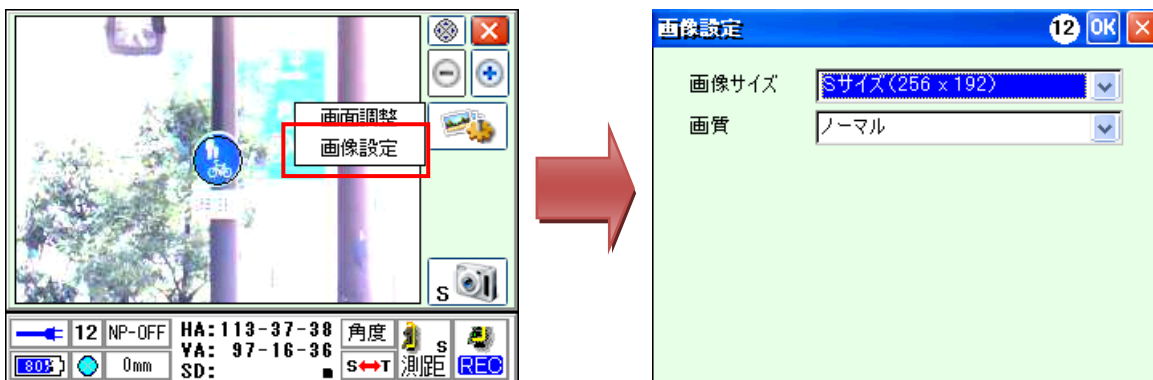 画面調整
画像設定
S
12 NP-OFF
80%
0mm
HA:113-37-38
VA: 97-16-36
SD:
角度
S↔T
S
測距
REC
画像設定
12 OK
画像サイズ Sサイズ(256 x 192)
画質 ノーマル